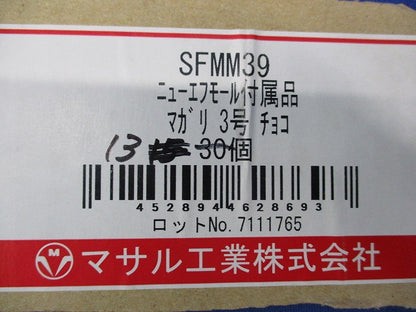 SFMM39
ニューエフモール付属品
マガリ 3号 チョコ
13 30個
4528944628693
ロットNo.7111765
M マサル工業株式会社